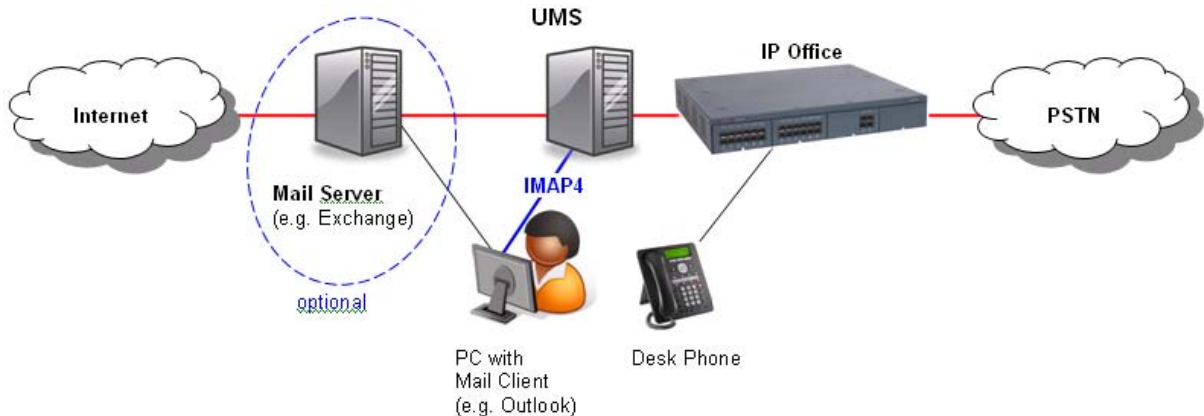 UMS
IP Office
Internet
PSTN
Mail Server
(e.g. Exchange)
IMAP4
optional
PC with
Mail Client
(e.g. Outlook)
Desk Phone